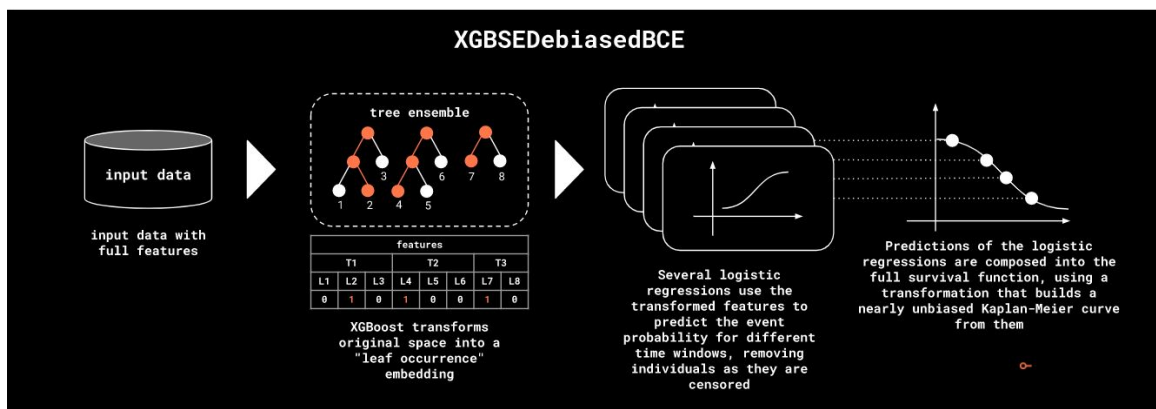 XGBSEDebiasedBCE
input data
input data with
full features
tree ensemble
3
6
7
8
1
2
4
5
features
T1 T2 T3
L1 L2 L3 L4 L5 L6 L7 L8
0 1 0 1 0 0 1 0
XGBoost transforms
original space into a
"leaf occurrence"
embedding
Several logistic
regressions use the
transformed features to
predict the event
probability for different
time windows, removing
individuals as they are
censored
Predictions of the logistic
regressions are composed into the
full survival function, using a
transformation that builds a
nearly unbiased Kaplan-Meier curve
from them